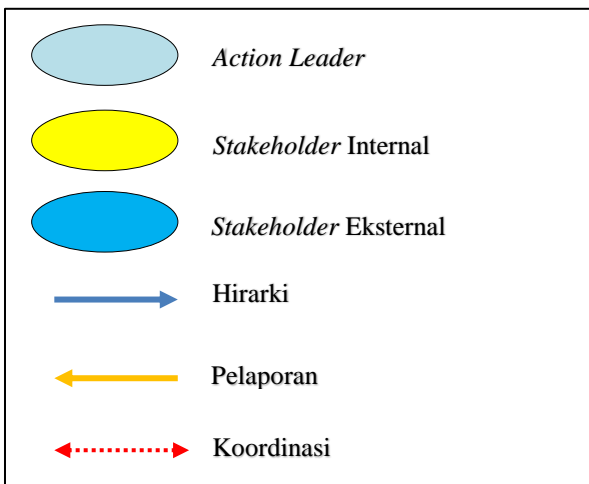 Action Leader
Stakeholder Internal
Stakeholder Eksternal
Hirarki
Pelaporan
Koordinasi